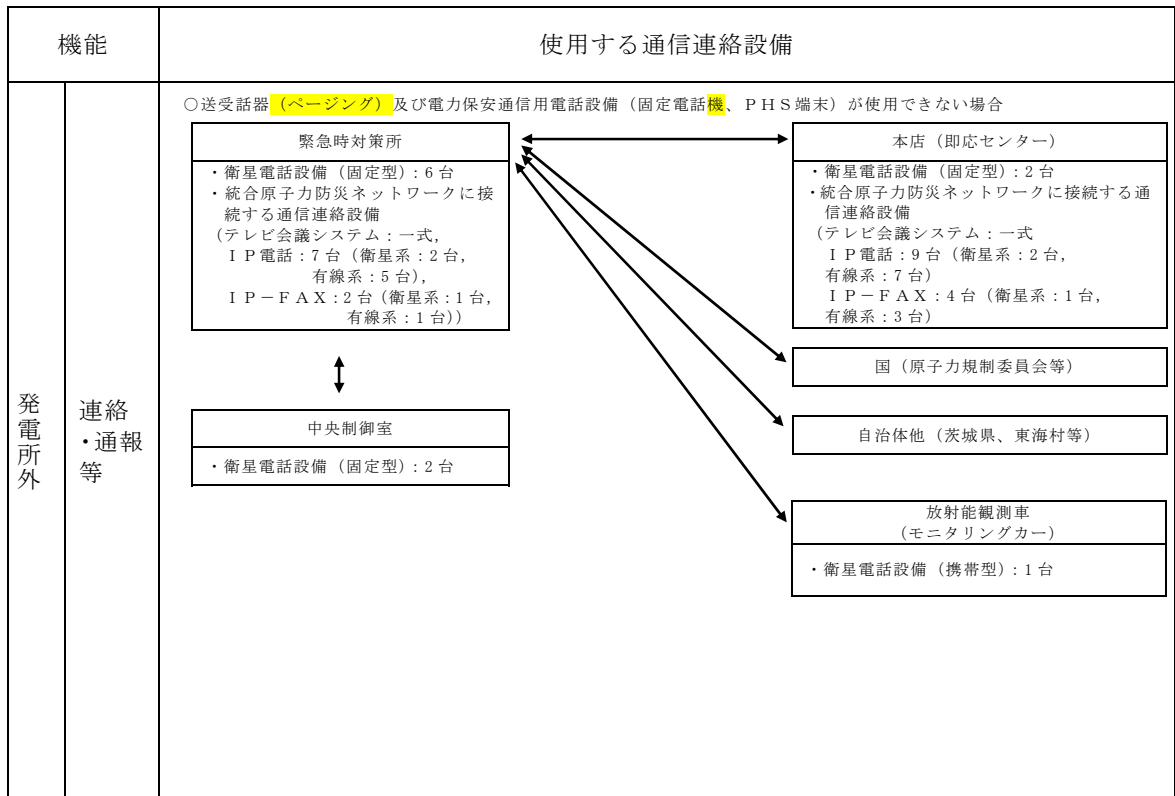 機能
使用する通信連絡設備
発電所外
連絡
・通報
等
○送受話器(ページング)及び電力保安通信用電話設備(固定電話機、PHS端末)が使用できない場合
緊急時対策所
・衛星電話設備(固定型):6台
・統合原子力防災ネットワークに接
続する通信連絡設備
(テレビ会議システム:一式,
IP電話:7台(衛星系:2台,
有線系:5台),
IP-FAX:2台(衛星系:1台,
有線系:1台))
中央制御室
・衛星電話設備(固定型):2台
本店(即応センター)
・衛星電話設備(固定型):2台
・統合原子力防災ネットワークに接続する通
信連絡設備
(テレビ会議システム:一式
IP電話:9台(衛星系:2台,
有線系:7台)
IP-FAX:4台(衛星系:1台,
有線系:3台)
国(原子力規制委員会等)
自治体他(茨城県、東海村等)
放射能観測車
(モニタリングカー)
・衛星電話設備(携帯型):1台